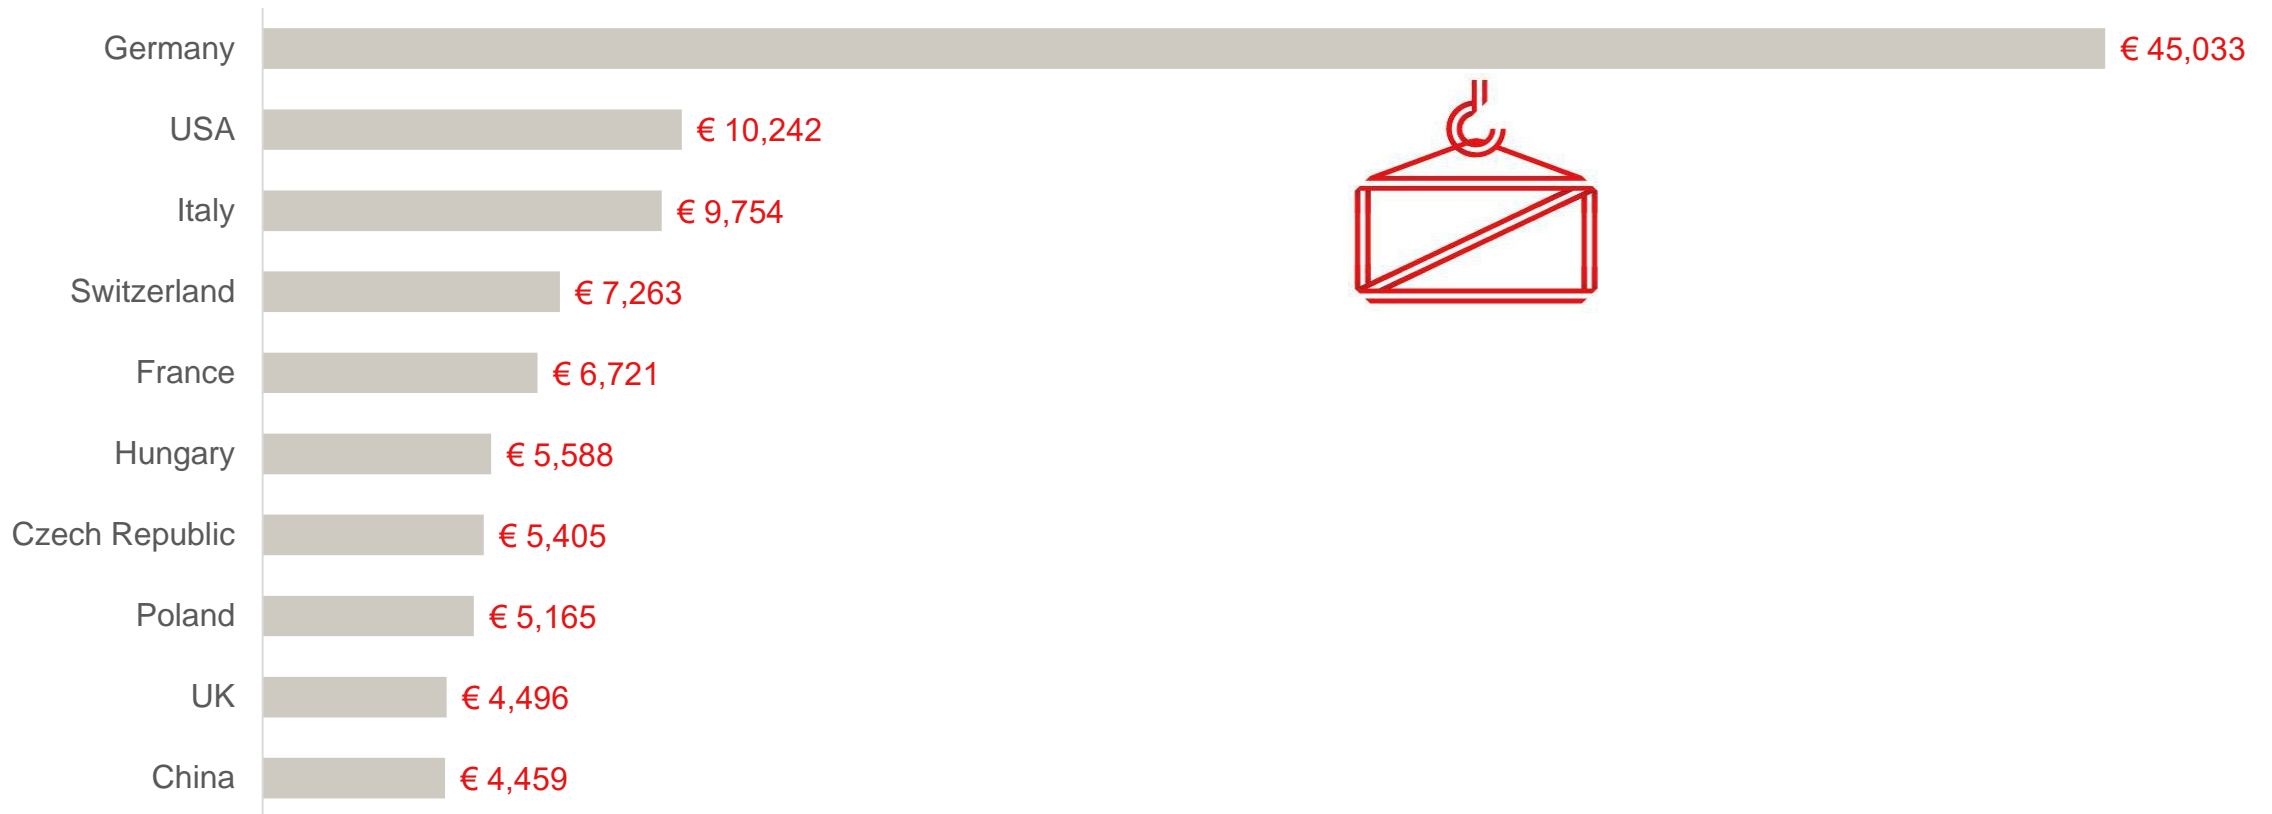 Germany € 45,033
USA € 10,242
Italy € 9,754
Switzerland € 7,263
France € 6,721
Hungary € 5,588
Czech Republic € 5,405
Poland € 5,165
UK € 4,496
China € 4,459